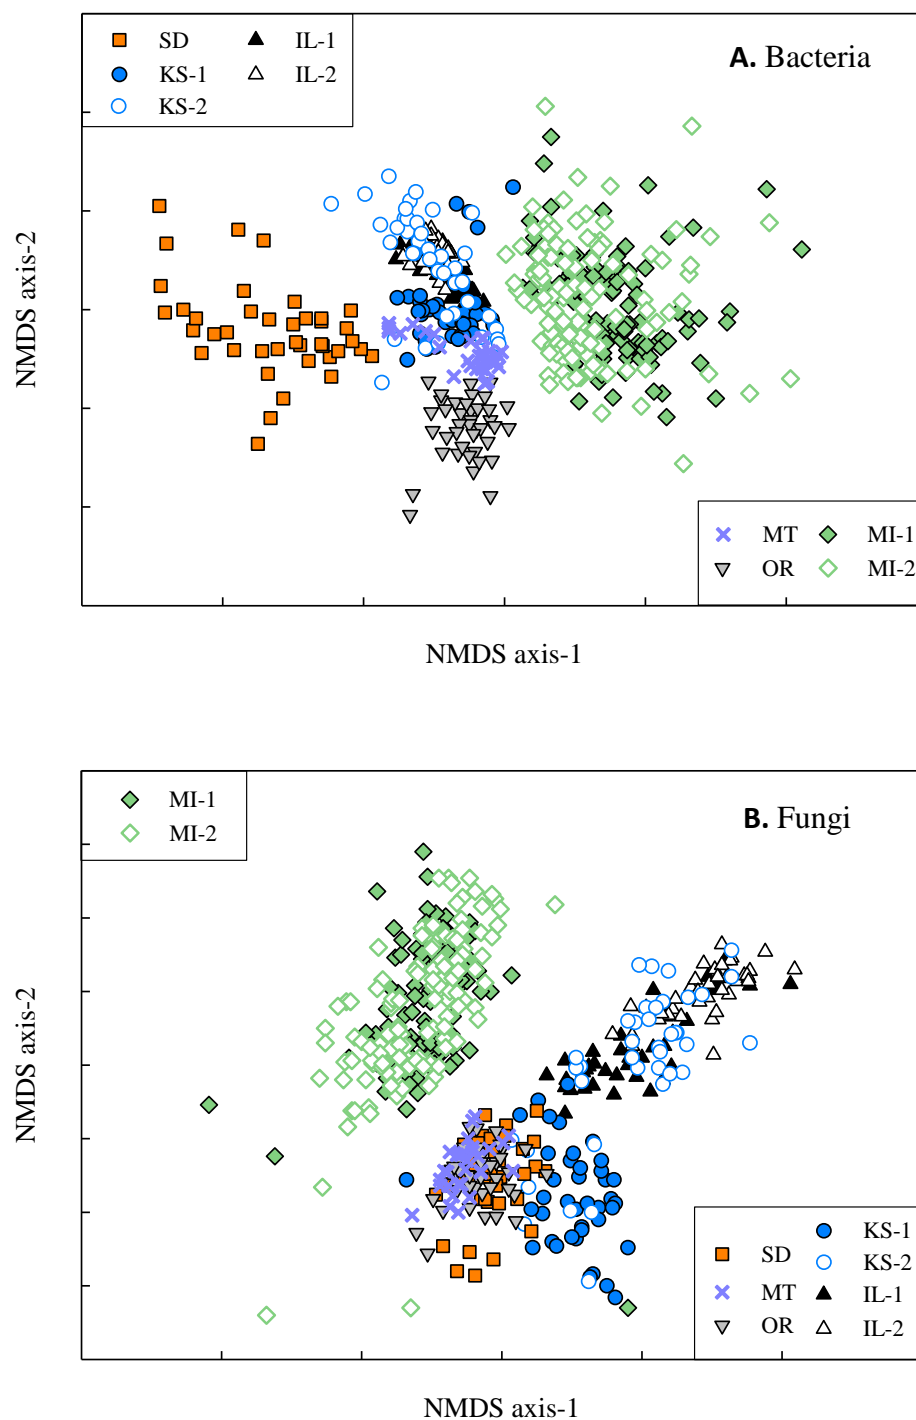 SD
IL-1
KS-1
IL-2
KS-2
A. Bacteria
NMDS axis-2
MT
MI-1
OR
MI-2
NMDS axis-1
MI-1
MI-2
B. Fungi
NMDS axis-2
KS-1
SD
KS-2
MT
IL-1
OR
IL-2
NMDS axis-1